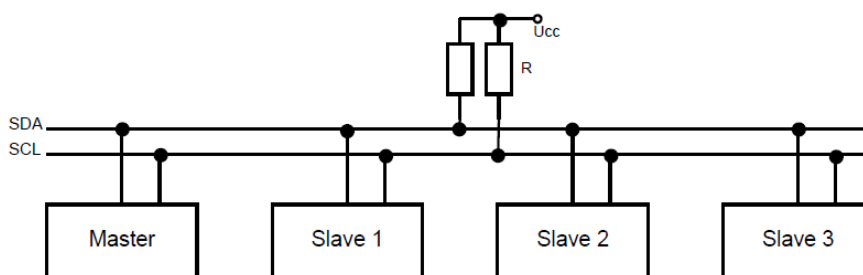 Ucc
R
SDA
SCL
Master
Slave 1
Slave 2
Slave 3